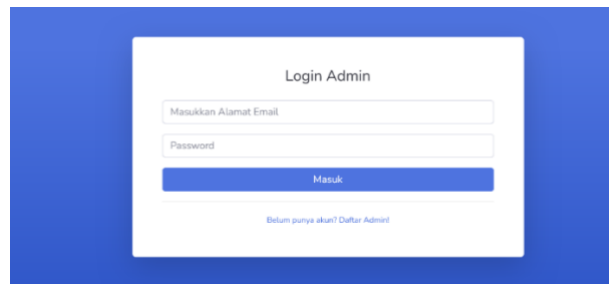 Login Admin
Masukkan Alamat Email
Password
Masuk
Belum punya akun? Daftar Admin!